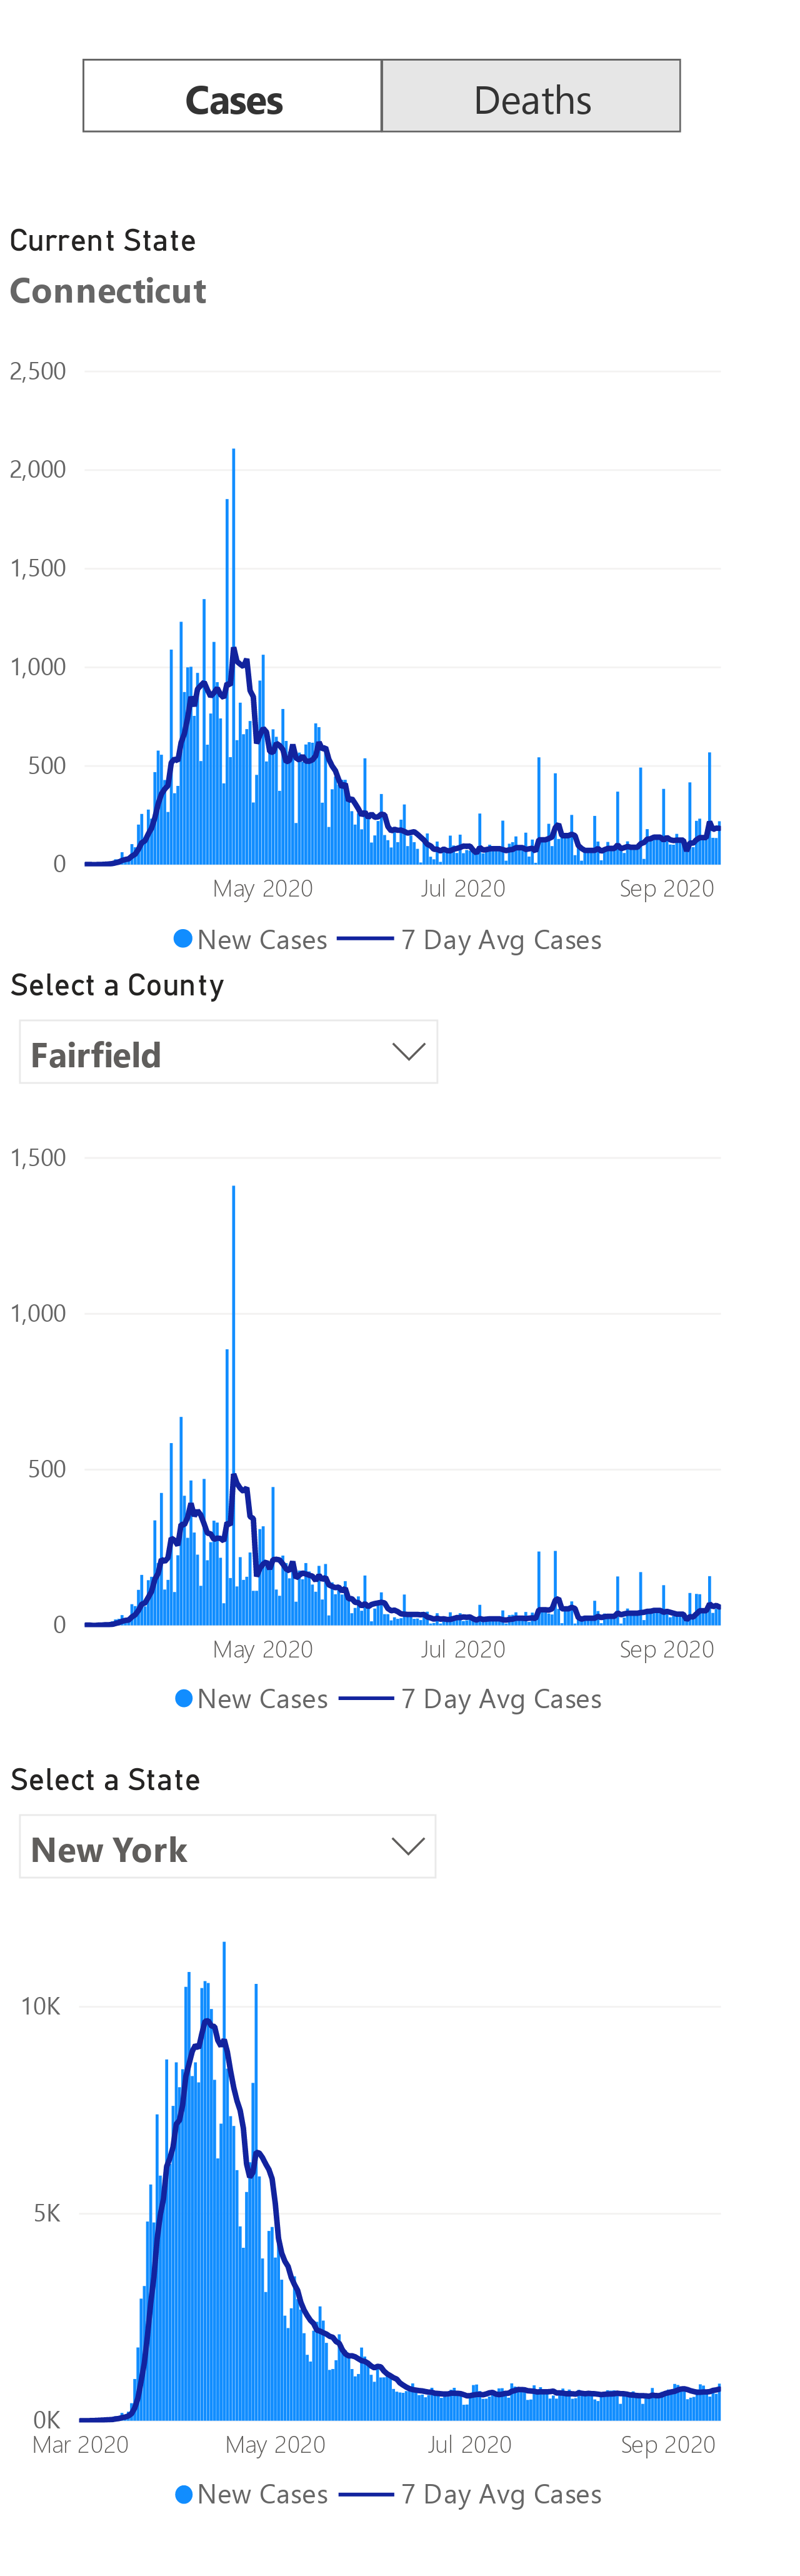 Cases Deaths
Current State
Connecticut
2,500
2,000
1,500
1,000
500
0
May 2020 Jul 2020 Sep 2020
New Cases 7 Day Avg Cases
Select a County
Fairfield
1,500
1,000
500
0
May 2020 Jul 2020 Sep 2020
New Cases 7 Day Avg Cases
Select a State
New York
10K
5K
0K
Mar 2020 May 2020 Jul 2020 Sep 2020
New Cases 7 Day Avg Cases